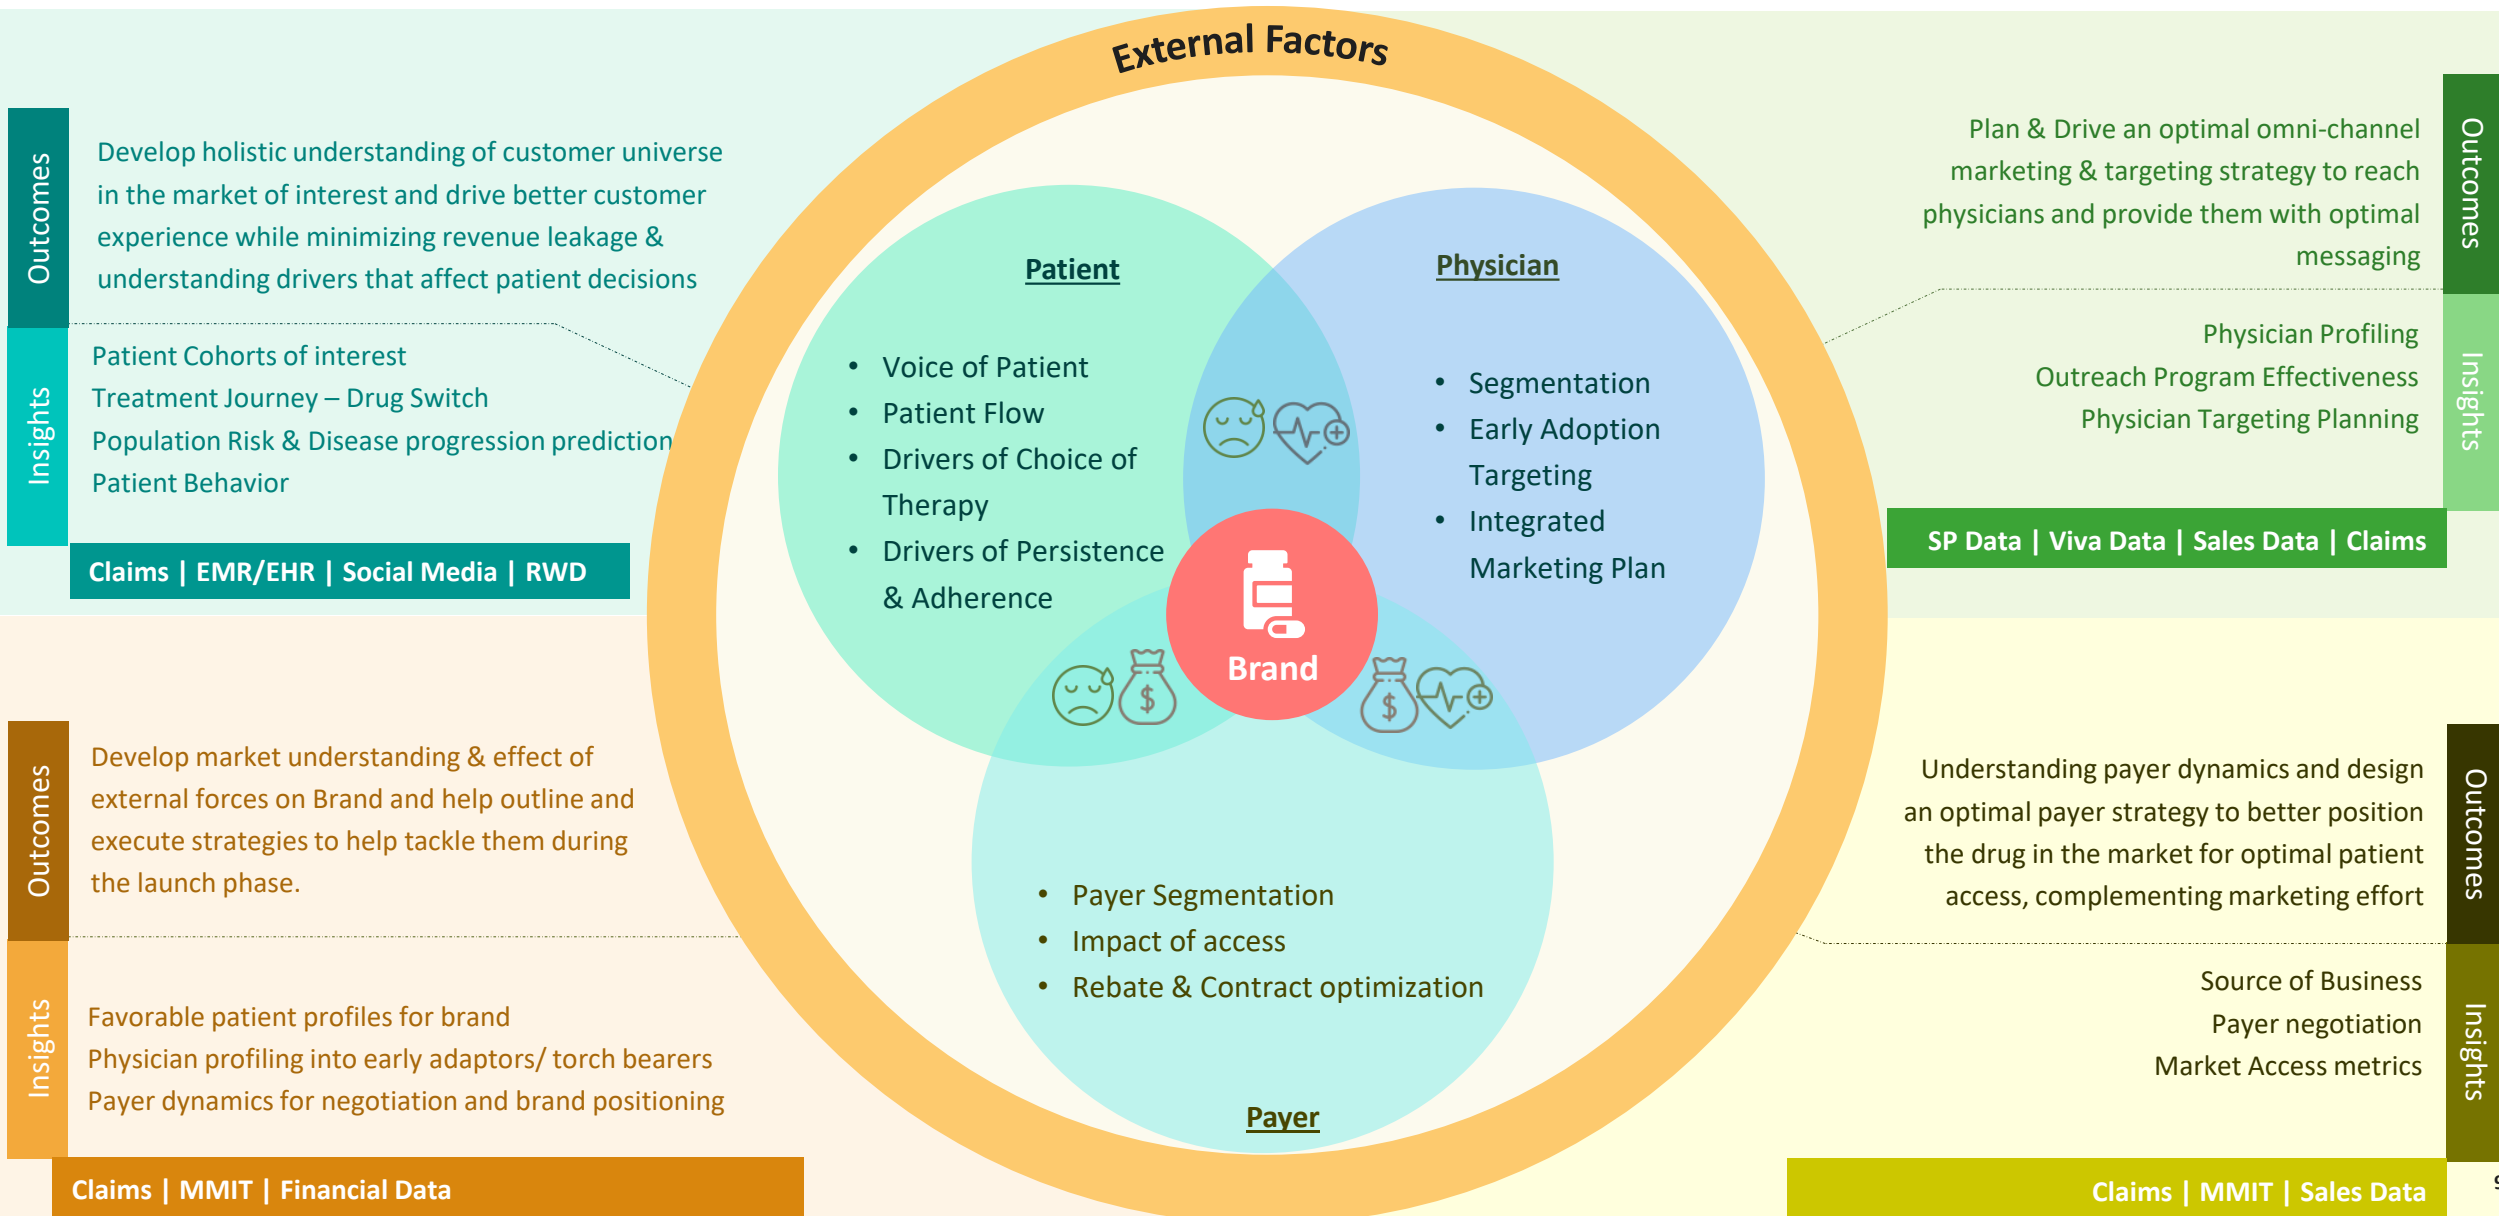 External Factors
Outcomes
Develop holistic understanding of customer universe
in the market of interest and drive better customer
experience while minimizing revenue leakage &
understanding drivers that affect patient decisions
Insights
Patient Cohorts of interest
Treatment Journey – Drug Switch
Population Risk & Disease progression prediction
Patient Behavior
Claims | EMR/EHR | Social Media | RWD
Patient
• Voice of Patient
• Patient Flow
• Drivers of Choice of
Therapy
• Drivers of Persistence
& Adherence
Physician
• Segmentation
• Early Adoption
Targeting
• Integrated
Marketing Plan
Brand
$
$
• Payer Segmentation
• Impact of access
• Rebate & Contract optimization
Payer
Plan & Drive an optimal omni-channel
marketing & targeting strategy to reach
physicians and provide them with optimal
messaging
Outcomes
Physician Profiling
Outreach Program Effectiveness
Physician Targeting Planning
Insights
SP Data | Viva Data | Sales Data | Claims
Outcomes
Develop market understanding & effect of
external forces on Brand and help outline and
execute strategies to help tackle them during
the launch phase.
Insights
Favorable patient profiles for brand
Physician profiling into early adaptors/ torch bearers
Payer dynamics for negotiation and brand positioning
Claims | MMIT | Financial Data
Understanding payer dynamics and design
an optimal payer strategy to better position
the drug in the market for optimal patient
access, complementing marketing effort
Outcomes
Source of Business
Payer negotiation
Market Access metrics
Insights
Claims | MMIT | Sales Data